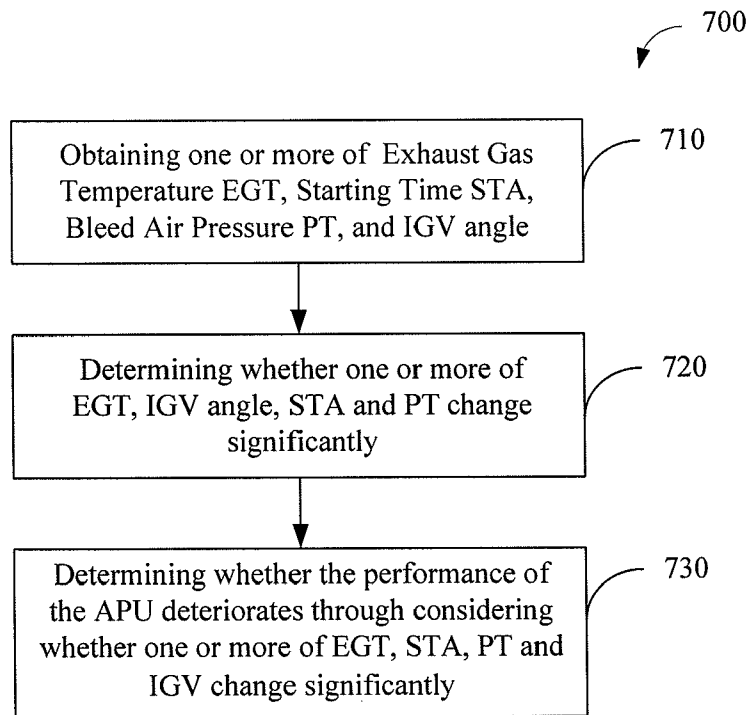 700
Obtaining one or more of Exhaust Gas
Temperature EGT, Starting Time STA,
Bleed Air Pressure PT, and IGV angle
710
Determining whether one or more of
EGT, IGV angle, STA and PT change
significantly
720
Determining whether the performance of
the APU deteriorates through considering
whether one or more of EGT, STA, PT and
IGV change significantly
730